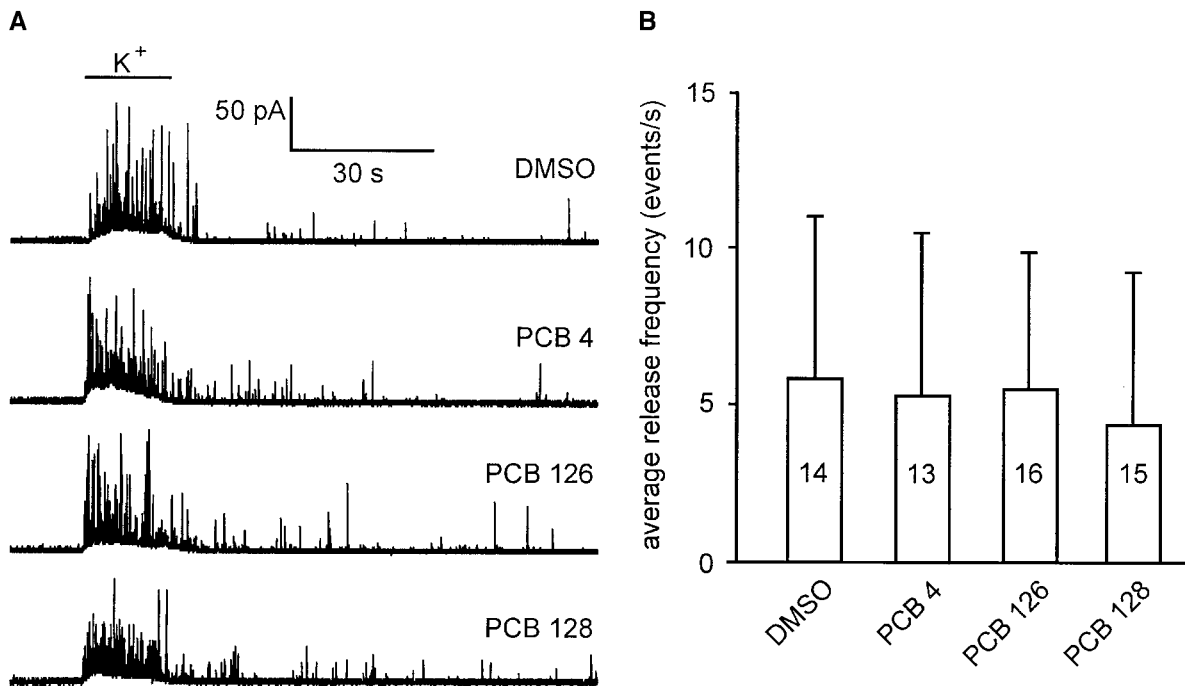 A
K+
50 pA
30 s
DMSO
PCB 4
PCB 126
PCB 128
B
average release frequency (events/s)
15
10
5
0
14
13
16
15
DMSO
PCB 4
PCB 126
PCB 128